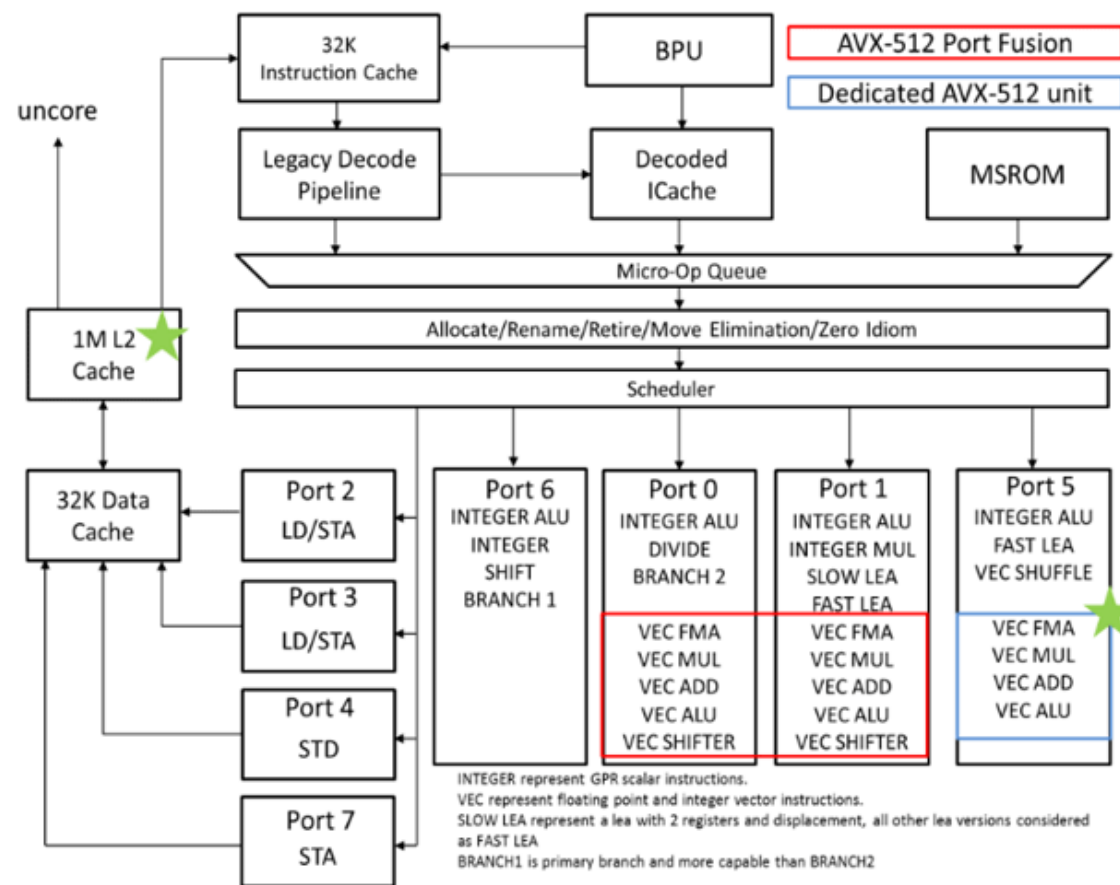 32K
Instruction Cache
BPU
AVX-512 Port Fusion
Dedicated AVX-512 unit
uncore
Legacy Decode
Pipeline
Decoded
ICache
MSROM
Micro-Op Queue
1M L2
Cache
Allocate/Rename/Retire/Move Elimination/Zero Idiom
Scheduler
32K Data
Cache
Port 2
LD/STA
Port 3
LD/STA
Port 4
STD
Port 7
STA
Port 6
INTEGER ALU
INTEGER
SHIFT
BRANCH 1
Port 0
INTEGER ALU
DIVIDE
BRANCH 2
VEC FMA
VEC MUL
VEC ADD
VEC ALU
VEC SHIFTER
Port 1
INTEGER ALU
INTEGER MUL
SLOW LEA
FAST LEA
VEC FMA
VEC MUL
VEC ADD
VEC ALU
VEC SHIFTER
Port 5
INTEGER ALU
FAST LEA
VEC SHUFFLE
VEC FMA
VEC MUL
VEC ADD
VEC ALU
INTEGER represent GPR scalar instructions.
VEC represent floating point and integer vector instructions.
SLOW LEA represent a lea with 2 registers and displacement, all other lea versions considered
as FAST LEA
BRANCH1 is primary branch and more capable than BRANCH2